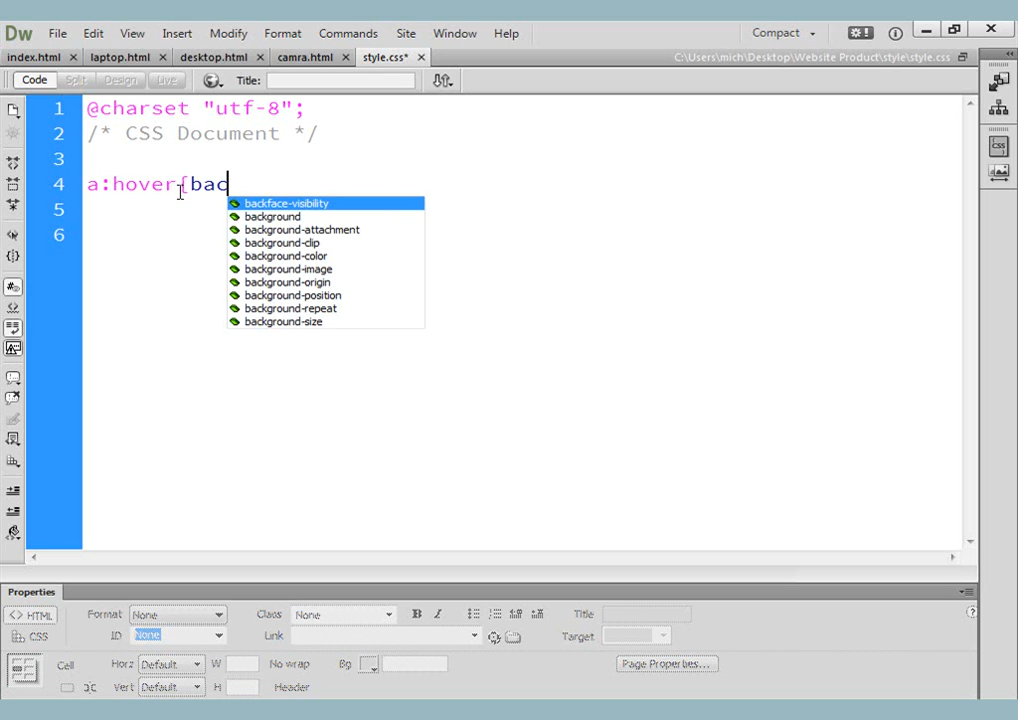 Dw File Edit View Insert Modify Format Commands Site Window Help Compact
index.html laptop.html desktop.html camra.html style.css* C:\Users\mich\Desktop\Website Product\style\style.css
Code Split Design Live Title:
1 @charset "utf-8";
2 /* CSS Document */
3
4 a:hover{bac
5
6
backface-visibility
background
background-attachment
background-clip
background-color
background-image
background-origin
background-position
background-repeat
background-size
Properties
<> HTML Format None Class None B I Title
CSS ID None Link Target
Cell Horz Default W No wrap Bg Page Properties...
Vert Default H Header